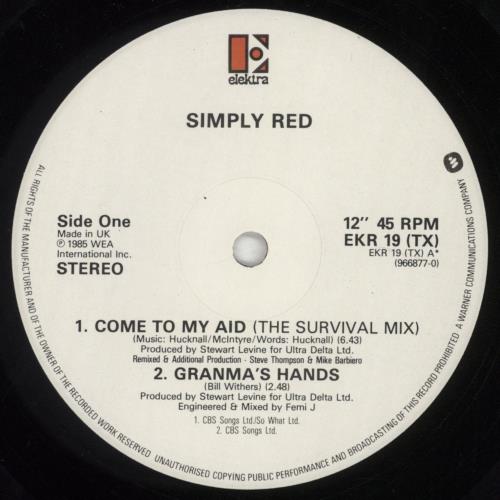 elektra
SIMPLY RED
Side One
Made in UK
℗ 1985 WEA
International Inc.
STEREO
12" 45 RPM
EKR 19 (TX)
EKR 19 (TX) A*
(966877-0)
1. COME TO MY AID (THE SURVIVAL MIX)
(Music: Hucknall/McIntyre/Words: Hucknall) (6.43)
Produced by Stewart Levine for Ultra Delta Ltd.
Remixed & Additional Production - Steve Thompson & Mike Barbiero
2. GRANMA'S HANDS
(Bill Withers) (2.48)
Produced by Stewart Levine for Ultra Delta Ltd.
Engineered & Mixed by Femi J
1. CBS Songs Ltd/So What Ltd.
2. CBS Songs Ltd.
ALL RIGHTS OF THE MANUFACTURER AND OF THE OWNER OF THE RECORDED WORK RESERVED UNAUTHORISED COPYING PUBLIC PERFORMANCE AND BROADCASTING OF THIS RECORD PROHIBITED A WARNER COMMUNICATIONS COMPANY